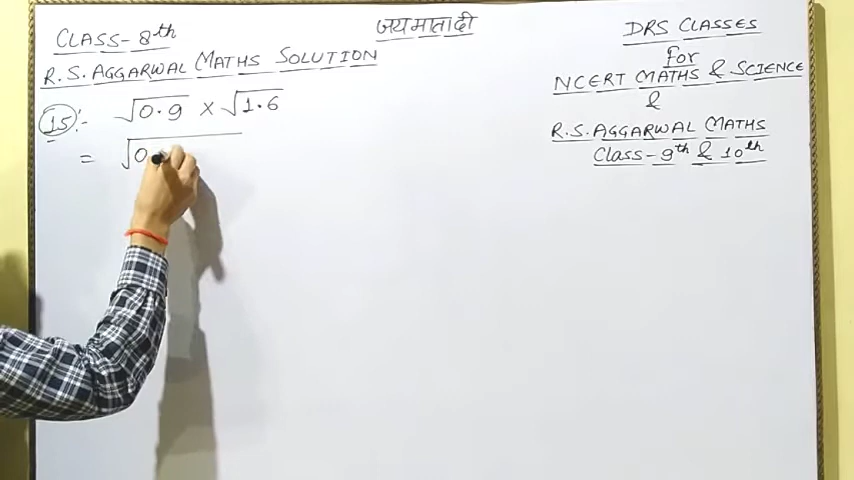 CLASS-8th
R.S. AGGARWAL MATHS SOLUTION
15:- √0.9 × √1.6
= √0.
जय माता दी
DRS CLASSES
For
NCERT MATHS & SCIENCE
&
R.S. AGGARWAL MATHS
Class-9th & 10th